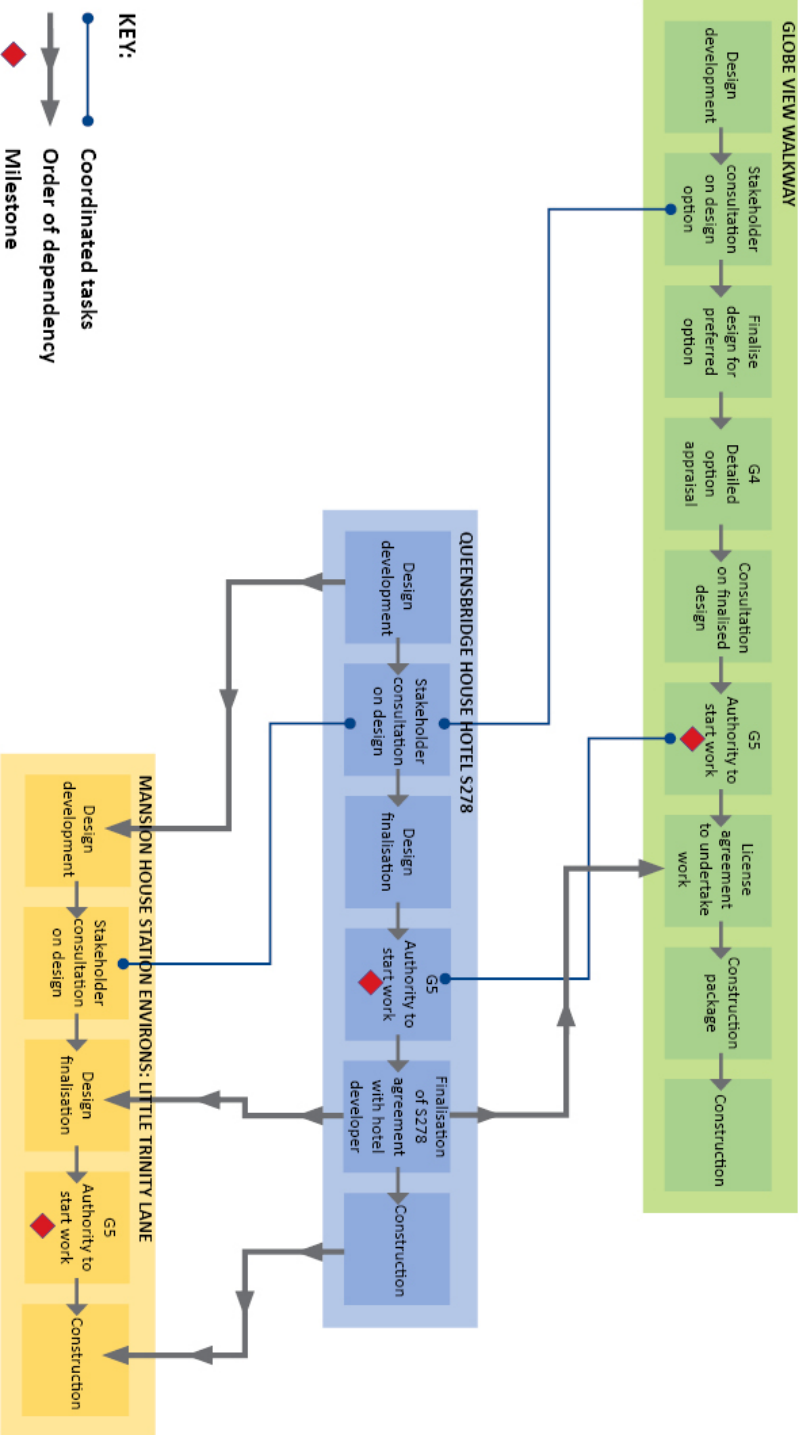 GLOBE VIEW WALKWAY
Design
development
Stakeholder
consultation
on design
option
Finalise
design for
preferred
option
G4
Detailed
option
appraisal
Consultation
on finalised
design
G5
Authority to
start work
License
agreement
to undertake
work
Construction
package
Construction
QUEENSBRIDGE HOUSE HOTEL S278
Design
development
Stakeholder
consultation
on design
Design
finalisation
G5
Authority to
start work
Finalisation
of S278
agreement
with hotel
developer
Construction
MANSION HOUSE STATION ENVIRONS: LITTLE TRINITY LANE
Design
development
Stakeholder
consultation
on design
Design
finalisation
G5
Authority to
start work
Construction
KEY:
Coordinated tasks
Order of dependency
Milestone